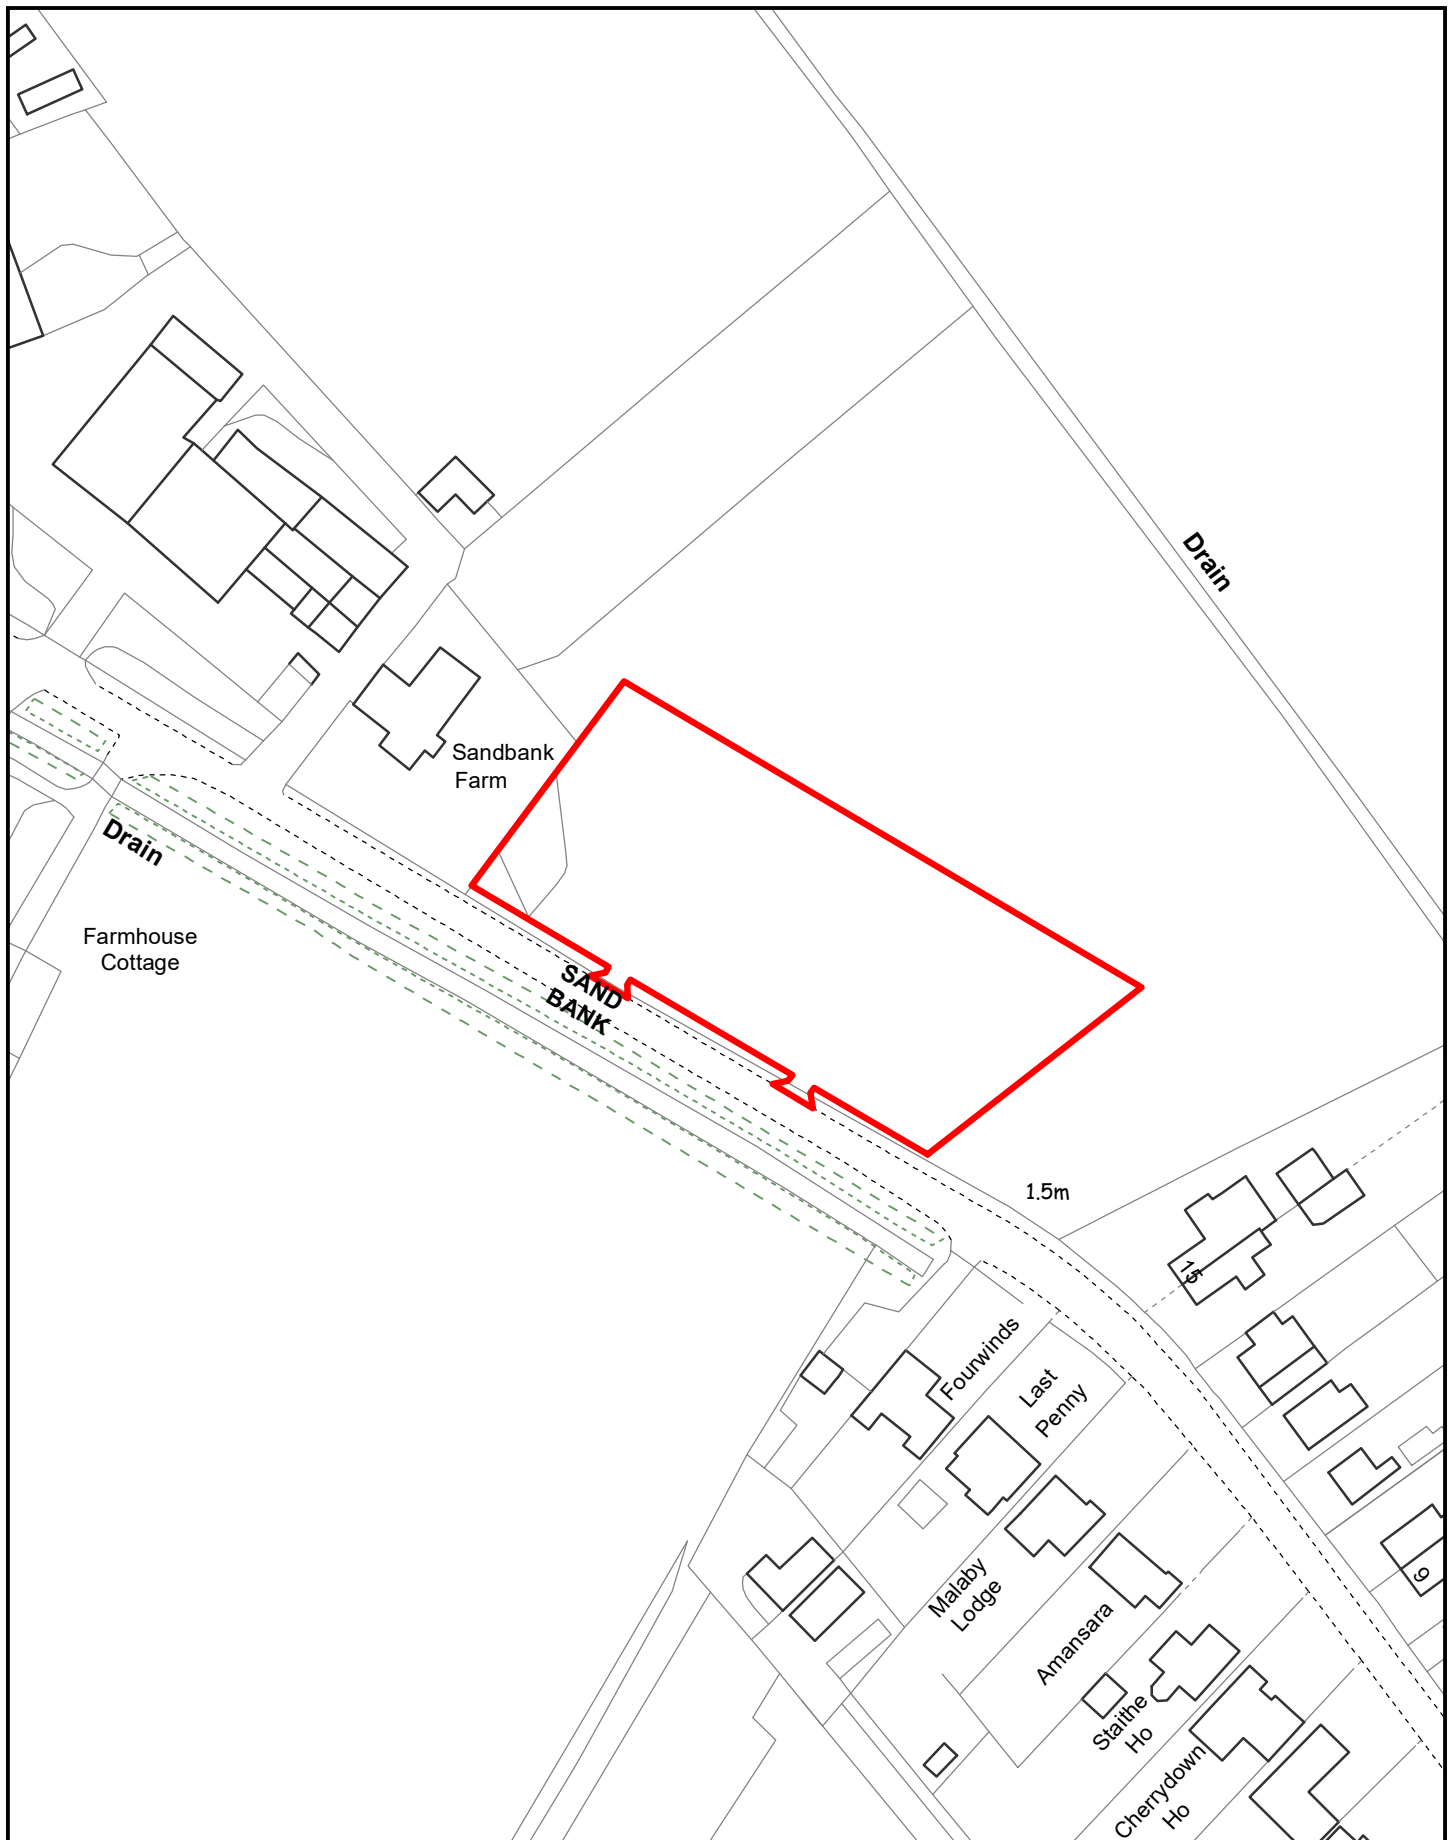 Drain
Sandbank
Farm
Drain
Farmhouse
Cottage
SAND
BANK
1.5m
15
Fourwinds
Last
Penny
Malaby
Lodge
9
Amansara
Staithe
Ho
Cherrydown
Ho